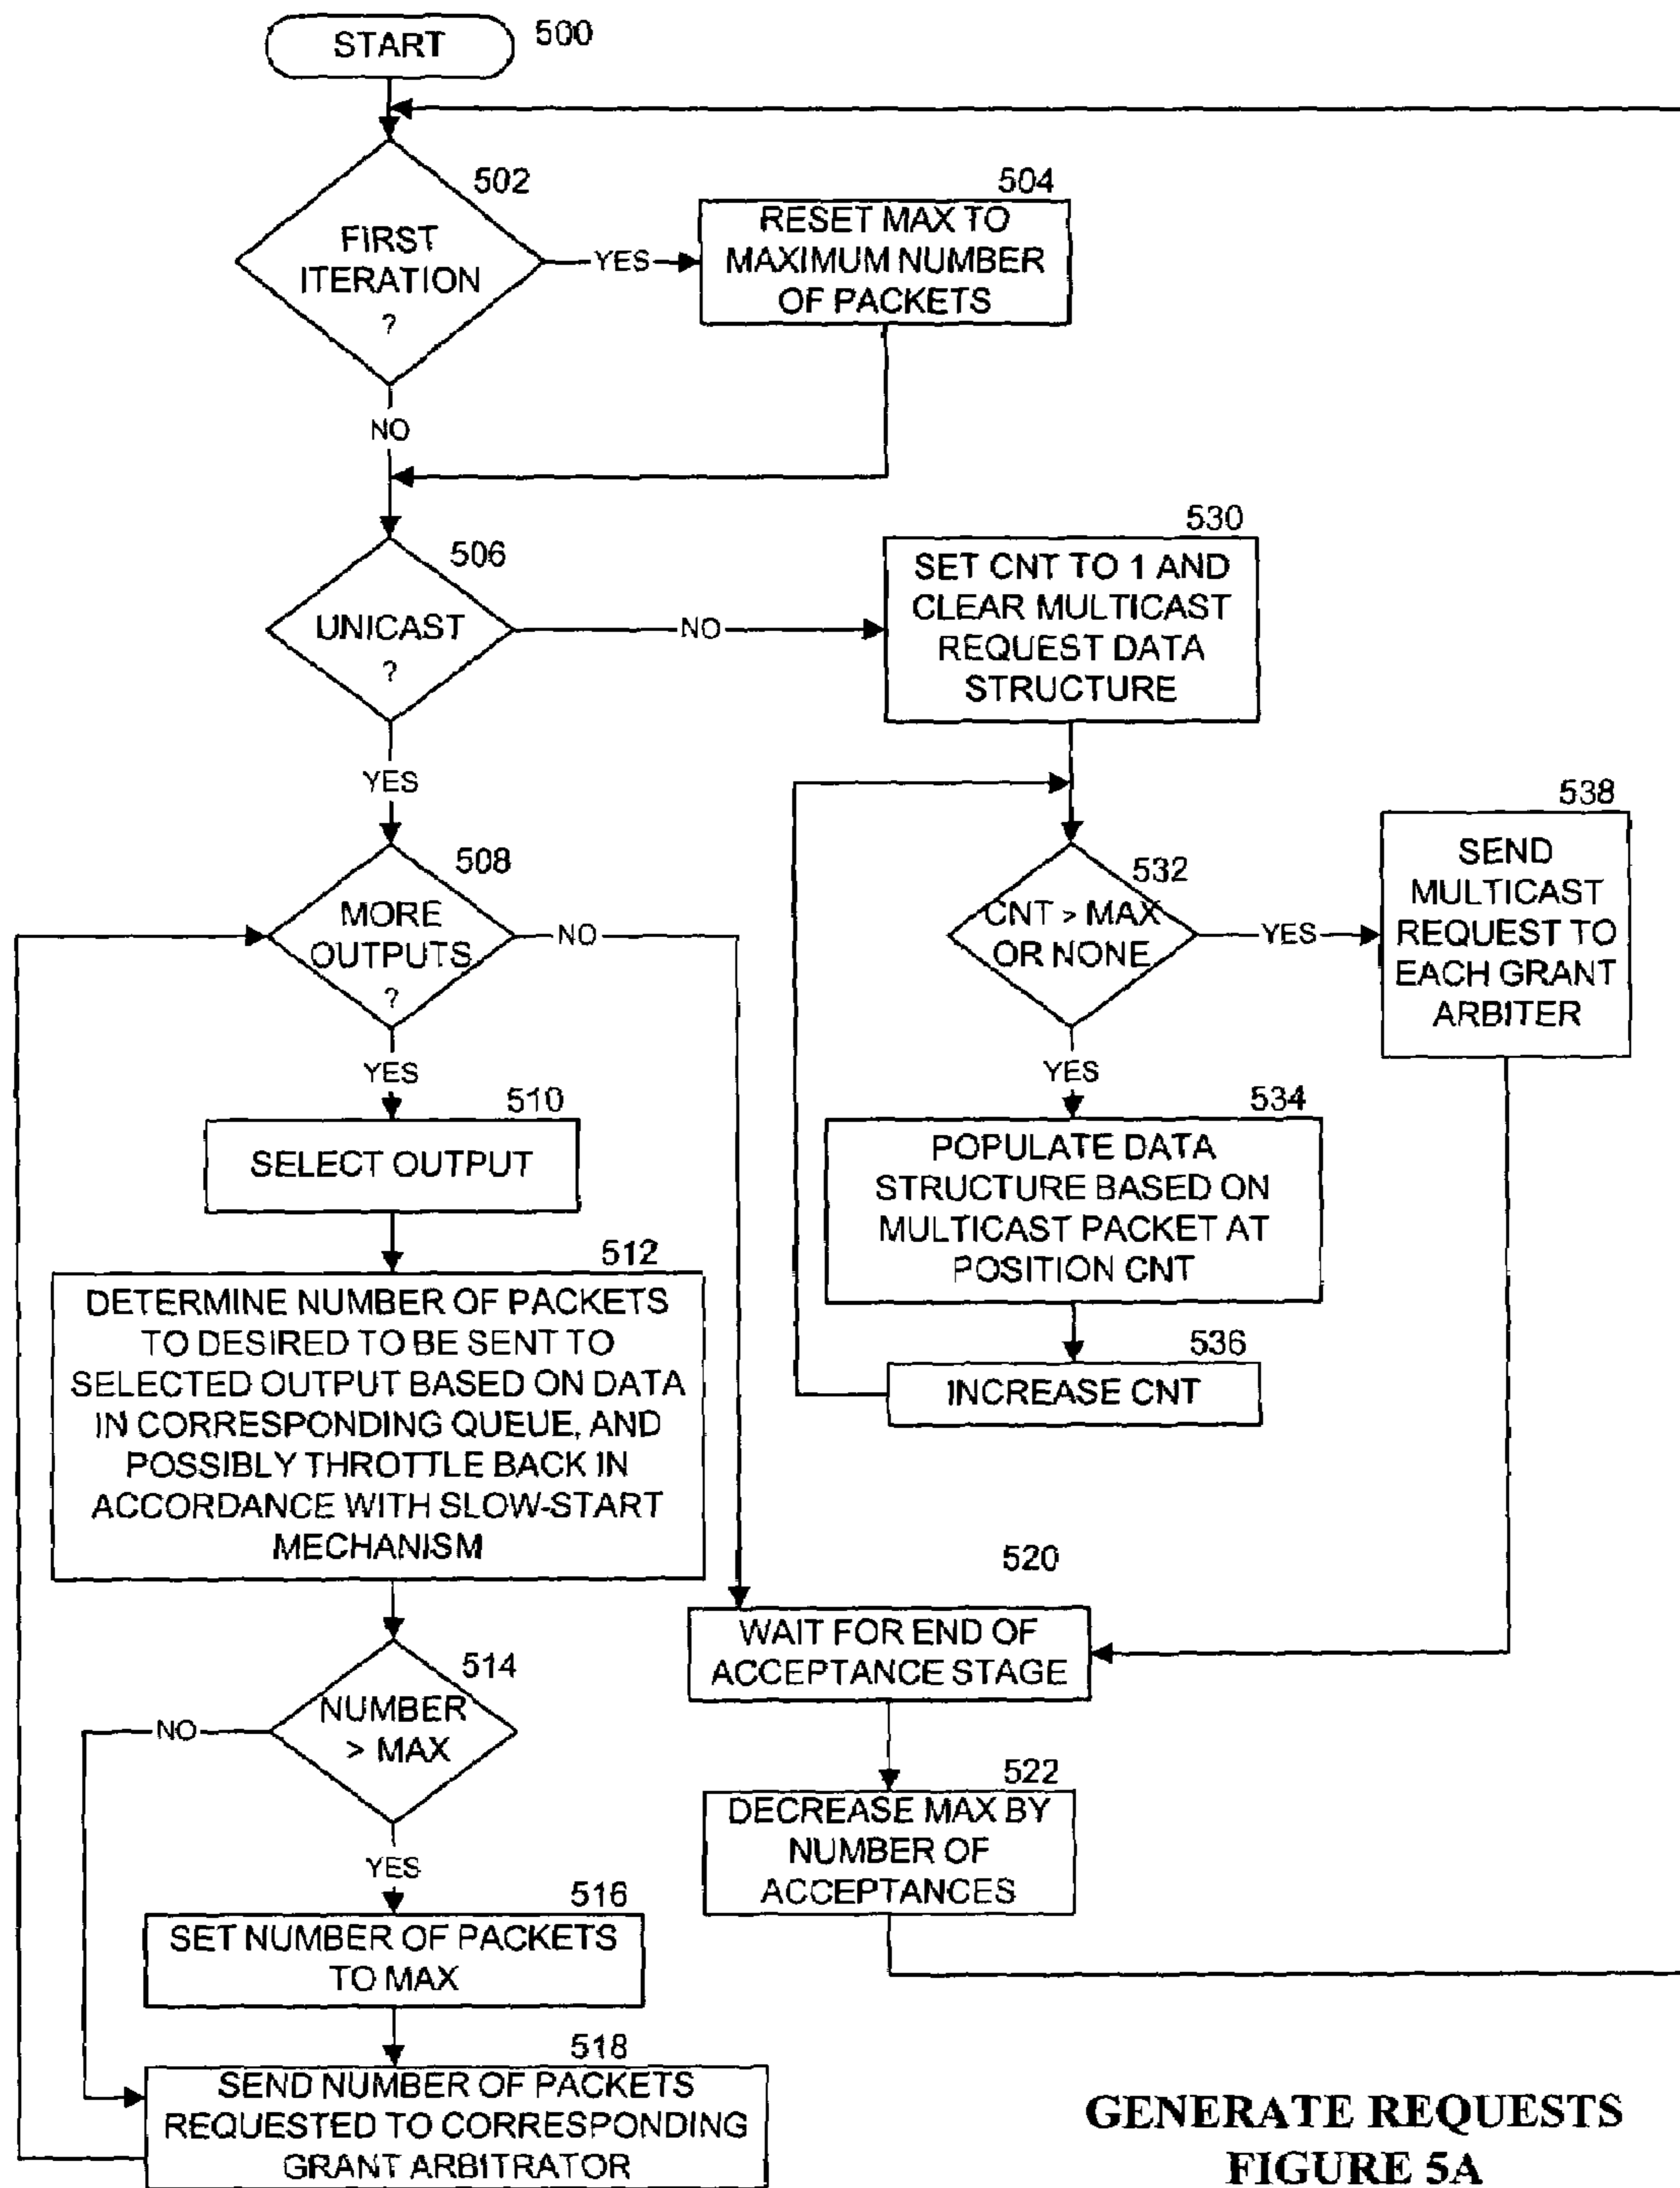 START
500
502
FIRST
ITERATION
?
YES
504
RESET MAX TO
MAXIMUM NUMBER
OF PACKETS
NO
506
UNICAST
?
NO
530
SET CNT TO 1 AND
CLEAR MULTICAST
REQUEST DATA
STRUCTURE
YES
508
MORE
OUTPUTS
?
NO
532
CNT > MAX
OR NONE
YES
538
SEND
MULTICAST
REQUEST TO
EACH GRANT
ARBITER
YES
510
SELECT OUTPUT
YES
534
POPULATE DATA
STRUCTURE BASED ON
MULTICAST PACKET AT
POSITION CNT
536
INCREASE CNT
512
DETERMINE NUMBER OF PACKETS
TO DESIRED TO BE SENT TO
SELECTED OUTPUT BASED ON DATA
IN CORRESPONDING QUEUE, AND
POSSIBLY THROTTLE BACK IN
ACCORDANCE WITH SLOW-START
MECHANISM
520
WAIT FOR END OF
ACCEPTANCE STAGE
514
NUMBER
> MAX
NO
522
DECREASE MAX BY
NUMBER OF
ACCEPTANCES
YES
516
SET NUMBER OF PACKETS
TO MAX
518
SEND NUMBER OF PACKETS
REQUESTED TO CORRESPONDING
GRANT ARBITRATOR
GENERATE REQUESTS
FIGURE 5A